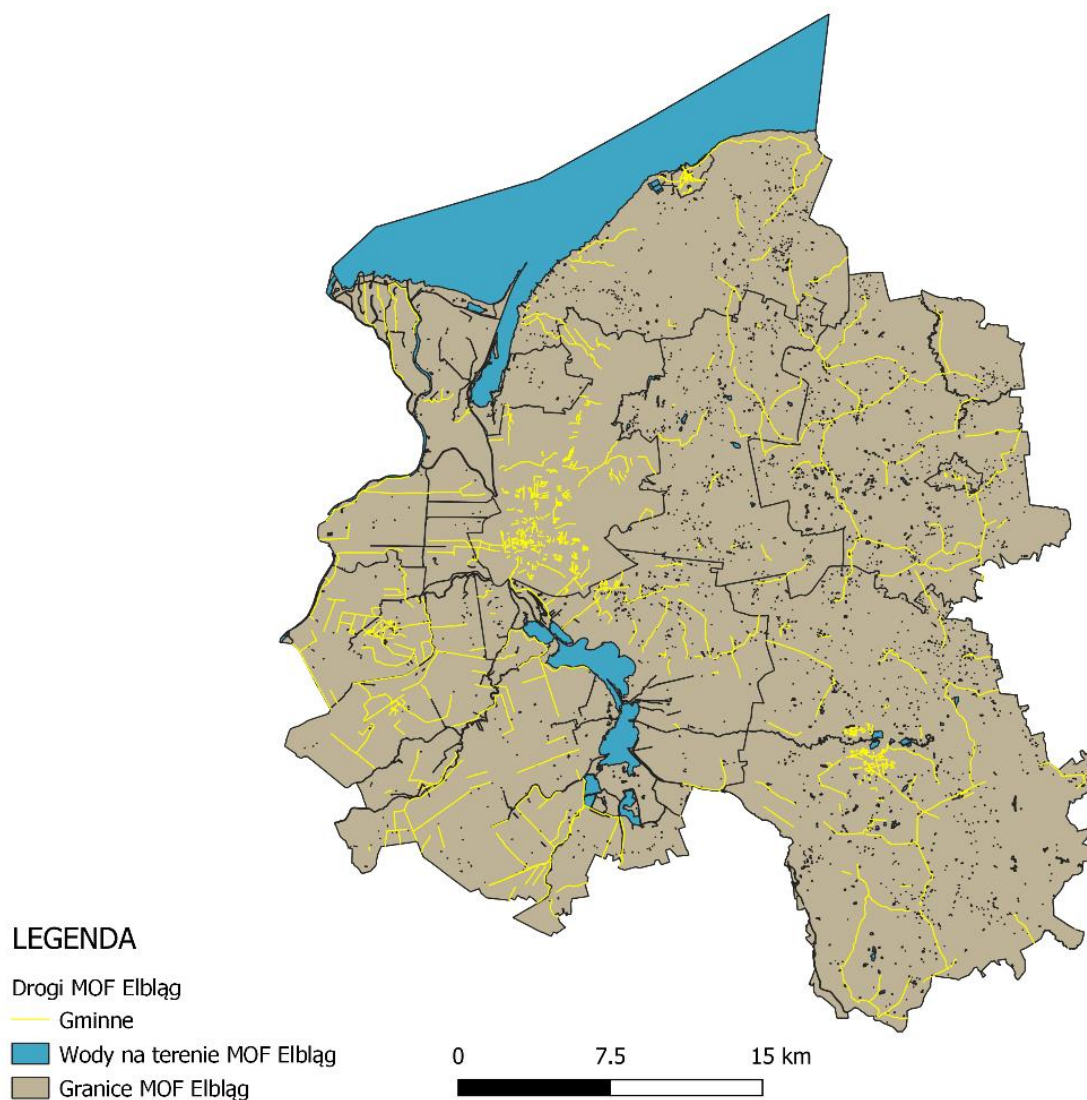 LEGENDA
Drogi MOF Elbląg
Gminne
Wody na terenie MOF Elbląg
Granice MOF Elbląg
0 7.5 15 km